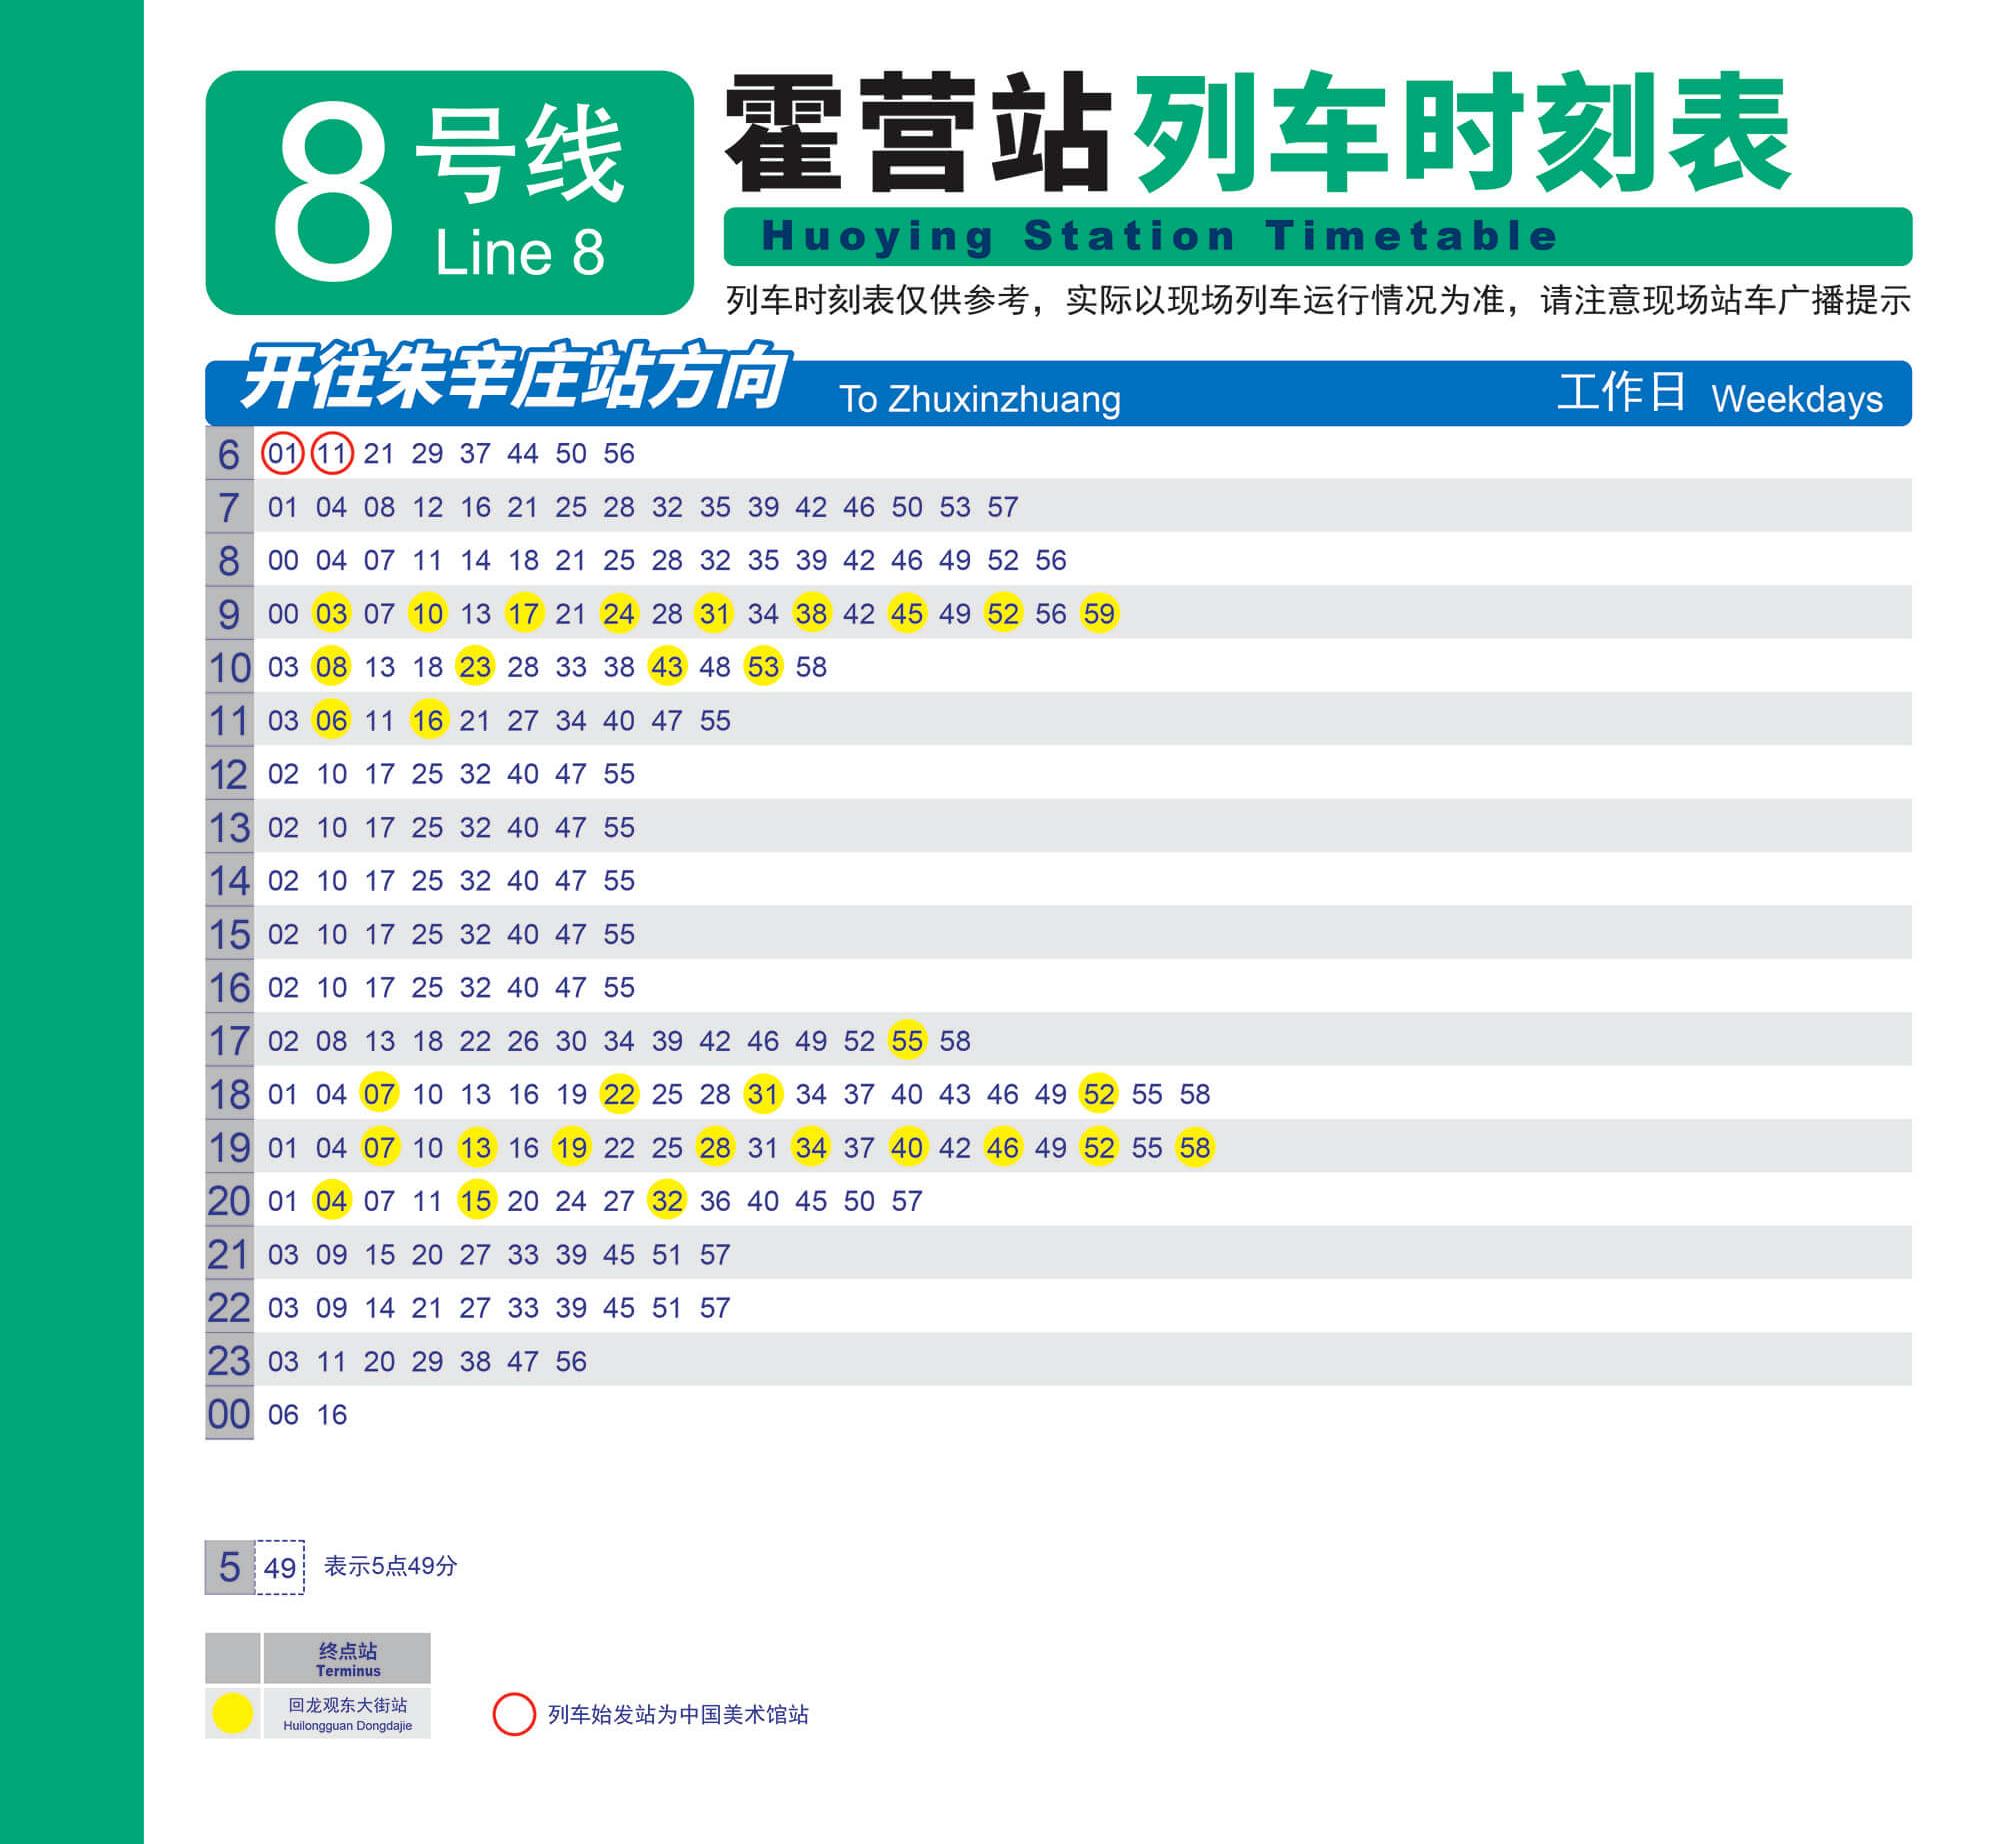 8号线
Line 8
霍营站列车时刻表
Huoying Station Timetable
列车时刻表仅供参考，实际以现场列车运行情况为准，请注意现场站车广播提示
开往朱辛庄站方向 To Zhuxinzhuang 工作日 Weekdays
6 01 11 21 29 37 44 50 56
7 01 04 08 12 16 21 25 28 32 35 39 42 46 50 53 57
8 00 04 07 11 14 18 21 25 28 32 35 39 42 46 49 52 56
9 00 03 07 10 13 17 21 24 28 31 34 38 42 45 49 52 56 59
10 03 08 13 18 23 28 33 38 43 48 53 58
11 03 06 11 16 21 27 34 40 47 55
12 02 10 17 25 32 40 47 55
13 02 10 17 25 32 40 47 55
14 02 10 17 25 32 40 47 55
15 02 10 17 25 32 40 47 55
16 02 10 17 25 32 40 47 55
17 02 08 13 18 22 26 30 34 39 42 46 49 52 55 58
18 01 04 07 10 13 16 19 22 25 28 31 34 37 40 43 46 49 52 55 58
19 01 04 07 10 13 16 19 22 25 28 31 34 37 40 42 46 49 52 55 58
20 01 04 07 11 15 20 24 27 32 36 40 45 50 57
21 03 09 15 20 27 33 39 45 51 57
22 03 09 14 21 27 33 39 45 51 57
23 03 11 20 29 38 47 56
00 06 16
5 49 表示5点49分
终点站
Terminus
回龙观东大街站
Huilongguan Dongdajie
列车始发站为中国美术馆站